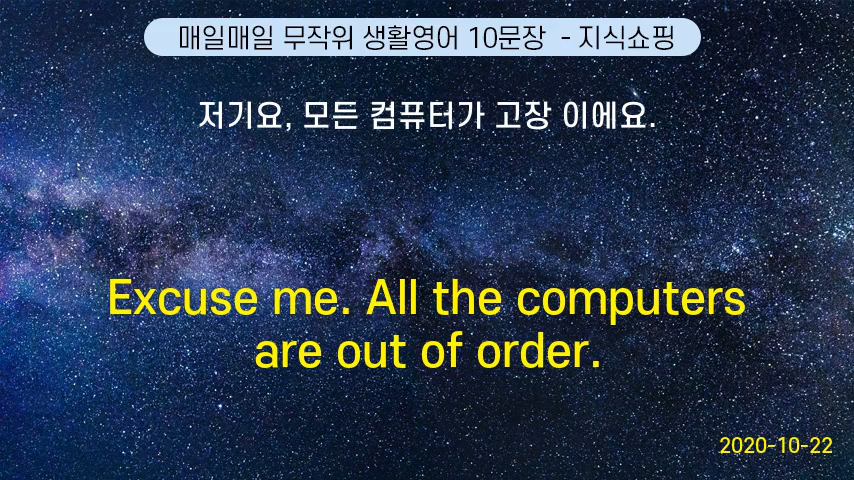 매일매일 무작위 생활영어 10문장 - 지식쇼핑
저기요, 모든 컴퓨터가 고장 이에요.
Excuse me. All the computers
are out of order.
2020-10-22